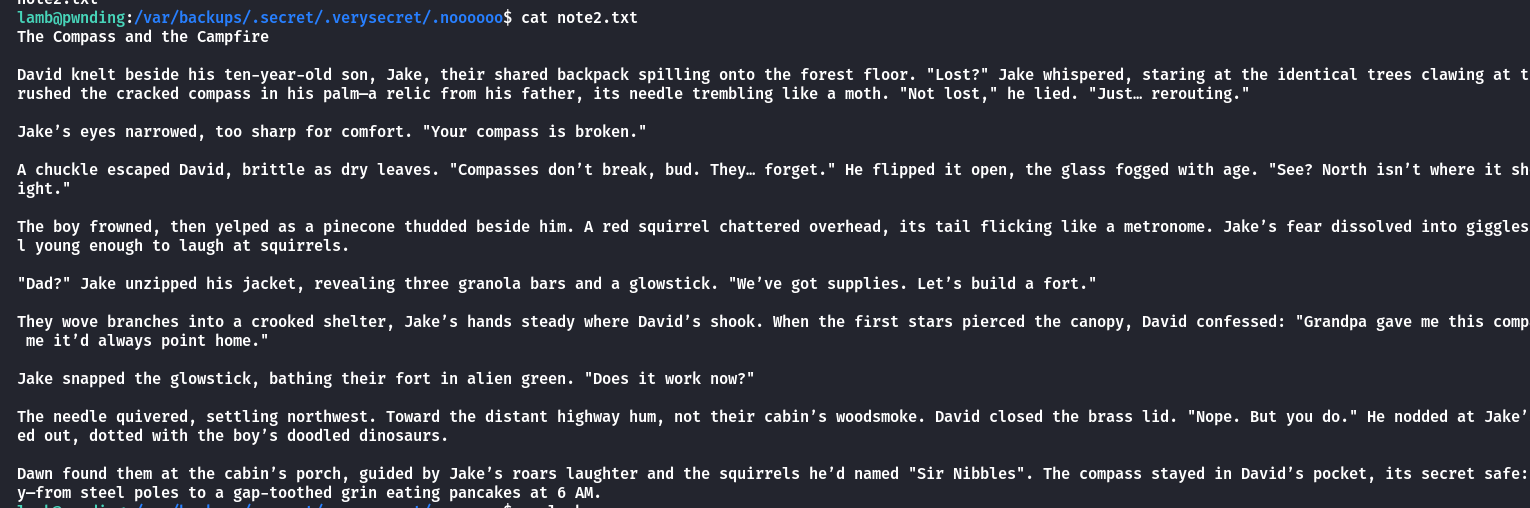 note2.txt
lamb@pwnding:/var/backups/.secret/.verysecret/.noooooo$ cat note2.txt
The Compass and the Campfire
David knelt beside his ten-year-old son, Jake, their shared backpack spilling onto the forest floor. "Lost?" Jake whispered, staring at the identical trees clawing at t
rushed the cracked compass in his palm—a relic from his father, its needle trembling like a moth. "Not lost," he lied. "Just… rerouting."
Jake’s eyes narrowed, too sharp for comfort. "Your compass is broken."
A chuckle escaped David, brittle as dry leaves. "Compasses don’t break, bud. They… forget." He flipped it open, the glass fogged with age. "See? North isn’t where it sh
ight."
The boy frowned, then yelped as a pinecone thudded beside him. A red squirrel chattered overhead, its tail flicking like a metronome. Jake’s fear dissolved into giggles
l young enough to laugh at squirrels.
"Dad?" Jake unzipped his jacket, revealing three granola bars and a glowstick. "We’ve got supplies. Let’s build a fort."
They wove branches into a crooked shelter, Jake’s hands steady where David’s shook. When the first stars pierced the canopy, David confessed: "Grandpa gave me this comp
me it’d always point home."
Jake snapped the glowstick, bathing their fort in alien green. "Does it work now?"
The needle quivered, settling northwest. Toward the distant highway hum, not their cabin’s woodsmoke. David closed the brass lid. "Nope. But you do." He nodded at Jake’
ed out, dotted with the boy’s doodled dinosaurs.
Dawn found them at the cabin’s porch, guided by Jake’s roars laughter and the squirrels he’d named "Sir Nibbles". The compass stayed in David’s pocket, its secret safe:
y—from steel poles to a gap-toothed grin eating pancakes at 6 AM.